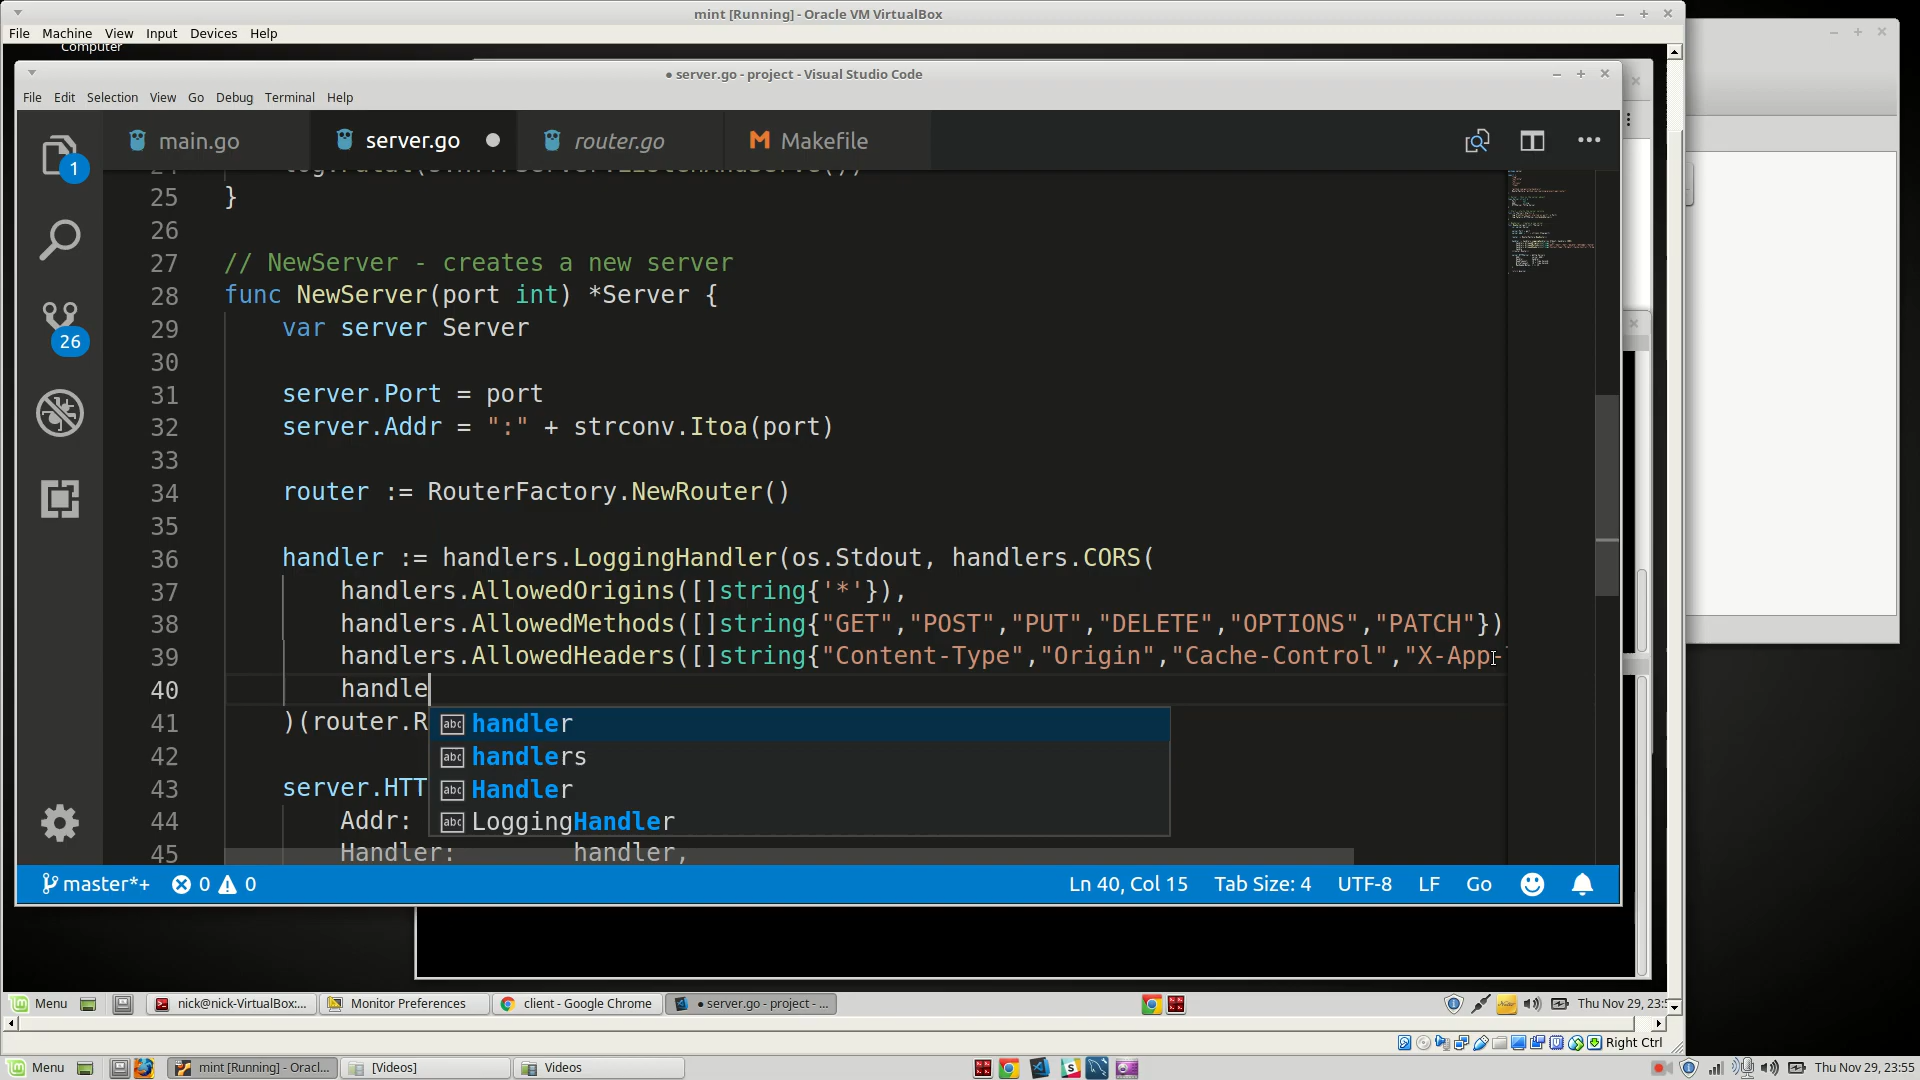 mint [Running] - Oracle VM VirtualBox
File Machine View Input Devices Help
Computer
● server.go - project - Visual Studio Code
File Edit Selection View Go Debug Terminal Help
main.go
server.go
router.go
Makefile
1
26
25 }
26
27 // NewServer - creates a new server
28 func NewServer(port int) *Server {
29 var server Server
30
31 server.Port = port
32 server.Addr = ":" + strconv.Itoa(port)
33
34 router := RouterFactory.NewRouter()
35
36 handler := handlers.LoggingHandler(os.Stdout, handlers.CORS(
37 handlers.AllowedOrigins([]string{'*'}),
38 handlers.AllowedMethods([]string{"GET","POST","PUT","DELETE","OPTIONS","PATCH"})
39 handlers.AllowedHeaders([]string{"Content-Type","Origin","Cache-Control","X-App-
40 handle
41 )(router.R
42
43 server.HTT
44 Addr:
45 Handler: handler,
abc handler
abc handlers
abc Handler
abc LoggingHandler
master*+ 0 0 Ln 40, Col 15 Tab Size: 4 UTF-8 LF Go
Menu nick@nick-VirtualBox:... Monitor Preferences client - Google Chrome ● server.go - project - ... Thu Nov 29, 23:5
Right Ctrl
Menu mint [Running] - Oracl... [Videos] Videos Thu Nov 29, 23:55